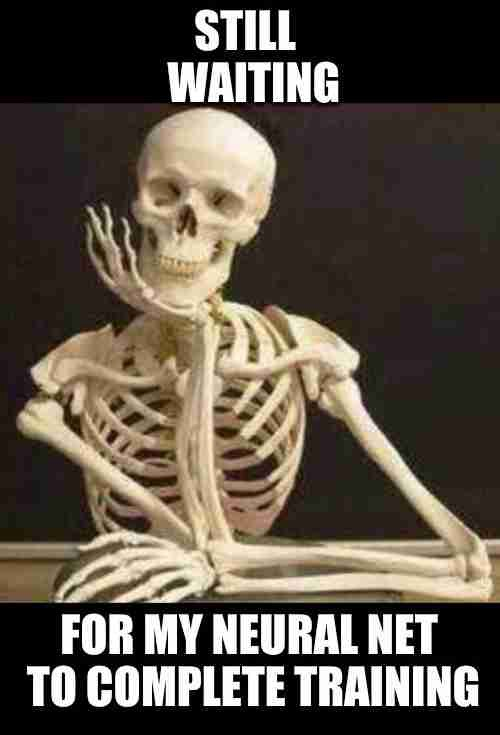 STILL
WAITING
FOR MY NEURAL NET
TO COMPLETE TRAINING